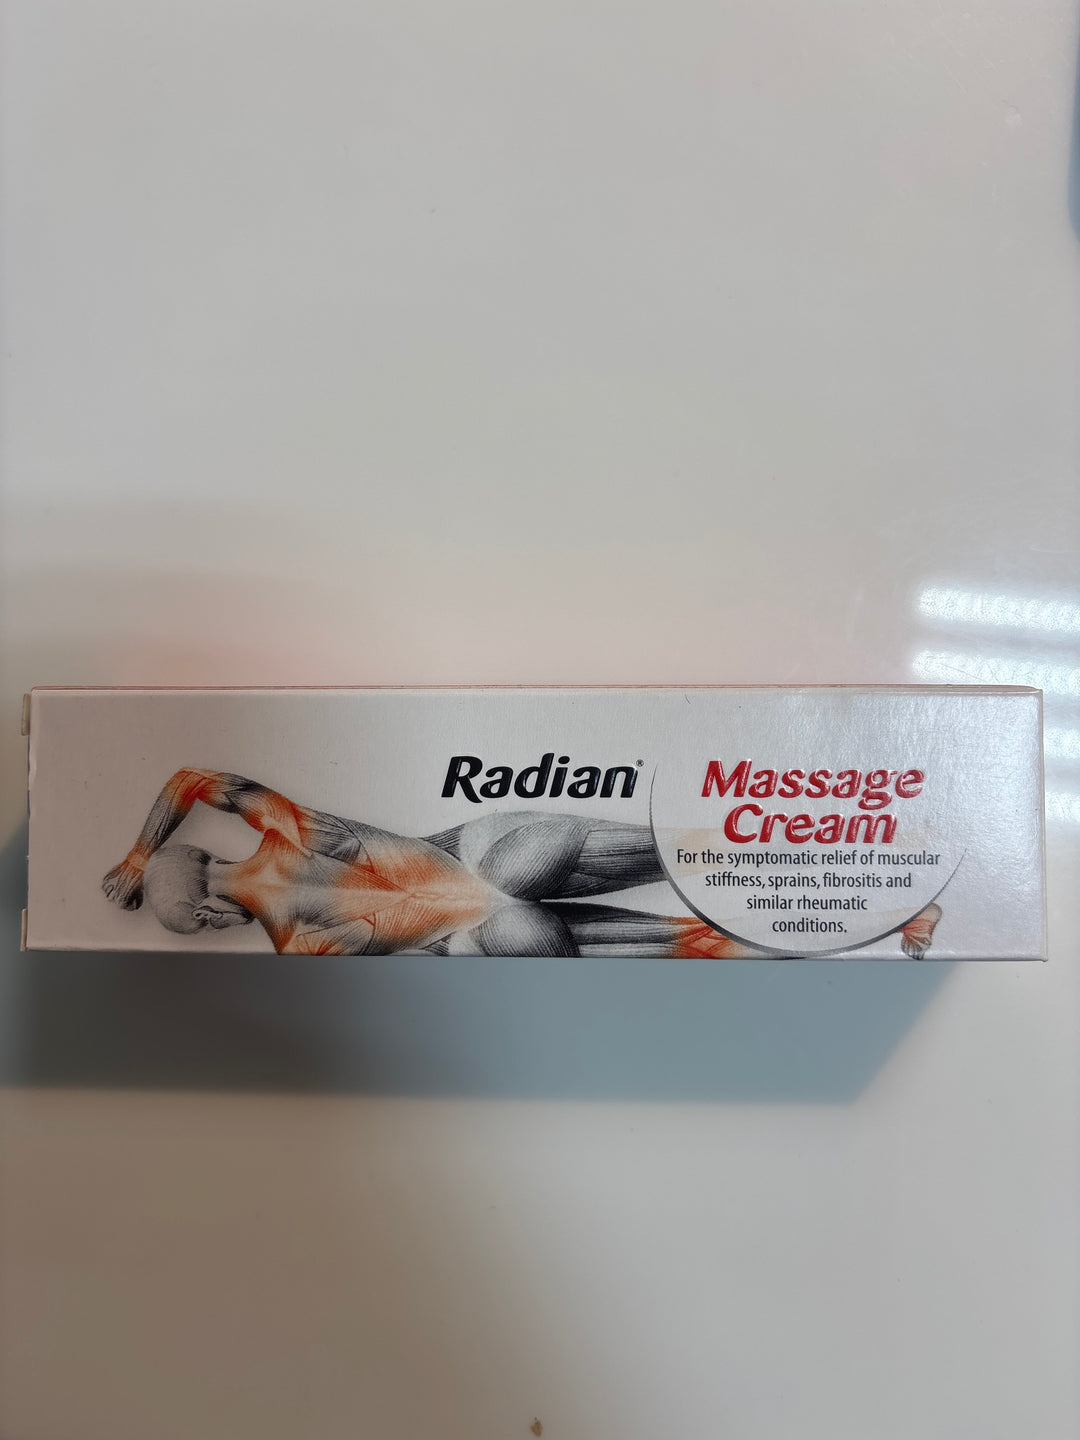 Radian®
Massage
Cream
For the symptomatic relief of muscular
stiffness, sprains, fibrositis and
similar rheumatic
conditions.